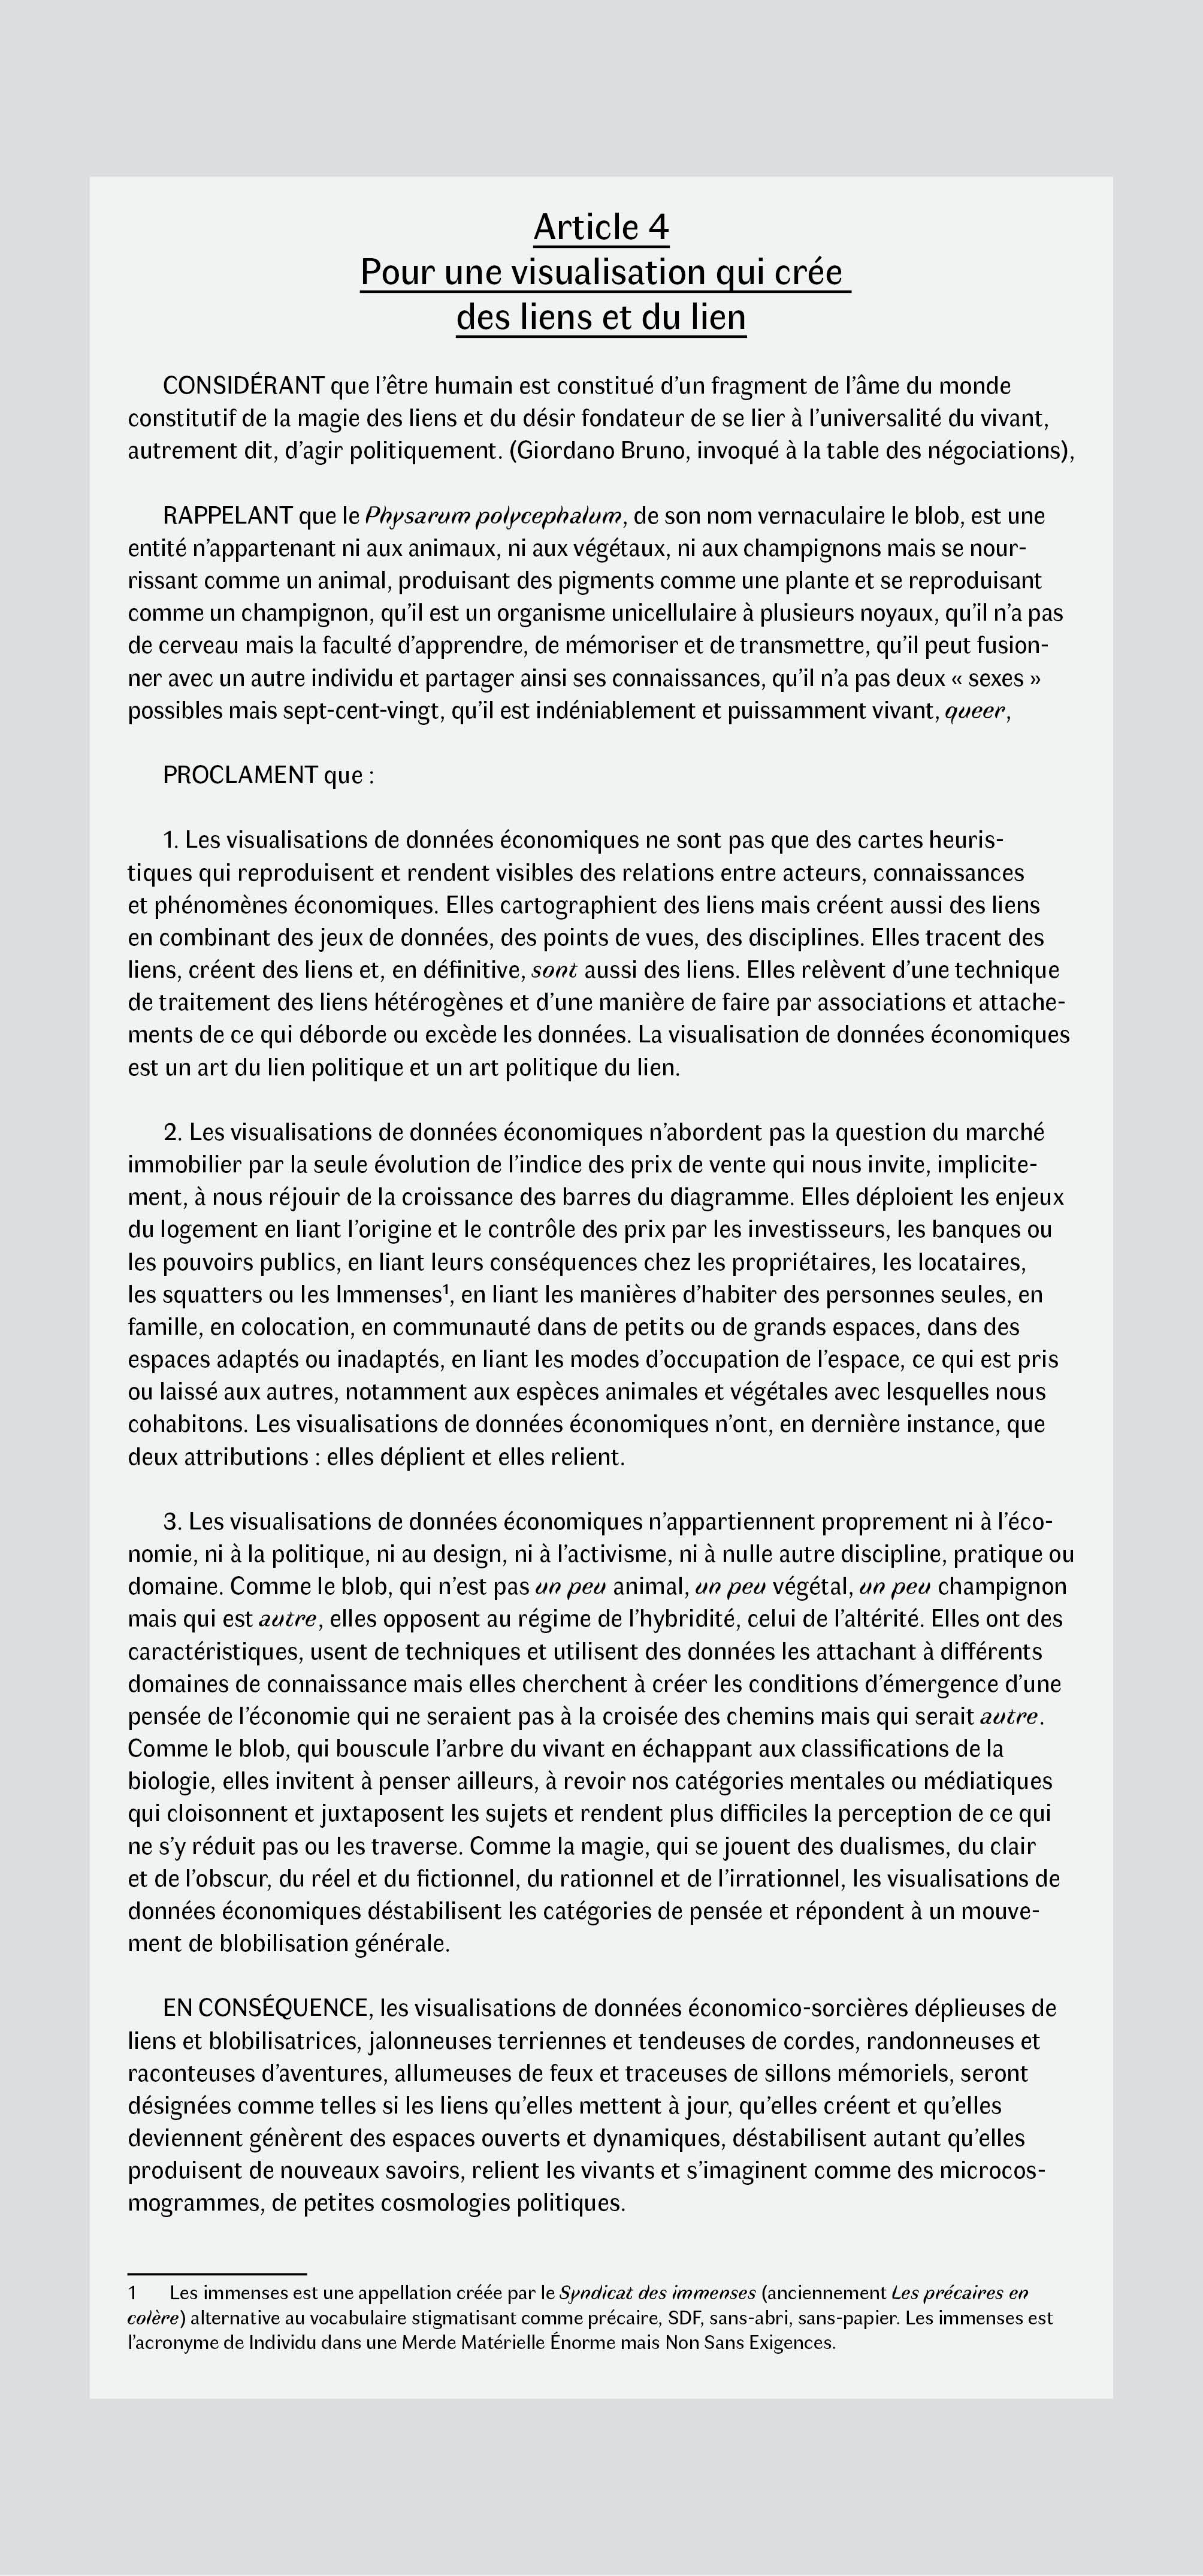 Article 4
Pour une visualisation qui crée
des liens et du lien
CONSIDÉRANT que l’être humain est constitué d’un fragment de l’âme du monde
constitutif de la magie des liens et du désir fondateur de se lier à l’universalité du vivant,
autrement dit, d’agir politiquement. (Giordano Bruno, invoqué à la table des négociations),
RAPPELANT que le Physarum polycephalum, de son nom vernaculaire le blob, est une
entité n’appartenant ni aux animaux, ni aux végétaux, ni aux champignons mais se nour-
rissant comme un animal, produisant des pigments comme une plante et se reproduisant
comme un champignon, qu’il est un organisme unicellulaire à plusieurs noyaux, qu’il n’a pas
de cerveau mais la faculté d’apprendre, de mémoriser et de transmettre, qu’il peut fusion-
ner avec un autre individu et partager ainsi ses connaissances, qu’il n’a pas deux « sexes »
possibles mais sept-cent-vingt, qu’il est indéniablement et puissamment vivant, queer,
PROCLAMENT que :
1. Les visualisations de données économiques ne sont pas que des cartes heuris-
tiques qui reproduisent et rendent visibles des relations entre acteurs, connaissances
et phénomènes économiques. Elles cartographient des liens mais créent aussi des liens
en combinant des jeux de données, des points de vues, des disciplines. Elles tracent des
liens, créent des liens et, en définitive, sont aussi des liens. Elles relèvent d’une technique
de traitement des liens hétérogènes et d’une manière de faire par associations et attache-
ments de ce qui déborde ou excède les données. La visualisation de données économiques
est un art du lien politique et un art politique du lien.
2. Les visualisations de données économiques n’abordent pas la question du marché
immobilier par la seule évolution de l’indice des prix de vente qui nous invite, implicite-
ment, à nous réjouir de la croissance des barres du diagramme. Elles déploient les enjeux
du logement en liant l’origine et le contrôle des prix par les investisseurs, les banques ou
les pouvoirs publics, en liant leurs conséquences chez les propriétaires, les locataires,
les squatters ou les Immenses¹, en liant les manières d’habiter des personnes seules, en
famille, en colocation, en communauté dans de petits ou de grands espaces, dans des
espaces adaptés ou inadaptés, en liant les modes d’occupation de l’espace, ce qui est pris
ou laissé aux autres, notamment aux espèces animales et végétales avec lesquelles nous
cohabitons. Les visualisations de données économiques n’ont, en dernière instance, que
deux attributions : elles déplient et elles relient.
3. Les visualisations de données économiques n’appartiennent proprement ni à l’éco-
nomie, ni à la politique, ni au design, ni à l’activisme, ni à nulle autre discipline, pratique ou
domaine. Comme le blob, qui n’est pas un peu animal, un peu végétal, un peu champignon
mais qui est autre, elles opposent au régime de l’hybridité, celui de l’altérité. Elles ont des
caractéristiques, usent de techniques et utilisent des données les attachant à différents
domaines de connaissance mais elles cherchent à créer les conditions d’émergence d’une
pensée de l’économie qui ne seraient pas à la croisée des chemins mais qui serait autre.
Comme le blob, qui bouscule l’arbre du vivant en échappant aux classifications de la
biologie, elles invitent à penser ailleurs, à revoir nos catégories mentales ou médiatiques
qui cloisonnent et juxtaposent les sujets et rendent plus difficiles la perception de ce qui
ne s’y réduit pas ou les traverse. Comme la magie, qui se jouent des dualismes, du clair
et de l’obscur, du réel et du fictionnel, du rationnel et de l’irrationnel, les visualisations de
données économiques déstabilisent les catégories de pensée et répondent à un mouve-
ment de blobilisation générale.
EN CONSÉQUENCE, les visualisations de données économico-sorcières déplieuses de
liens et blobilisatrices, jalonneuses terriennes et tendeuses de cordes, randonneuses et
raconteuses d’aventures, allumeuses de feux et traceuses de sillons mémoriels, seront
désignées comme telles si les liens qu’elles mettent à jour, qu’elles créent et qu’elles
deviennent génèrent des espaces ouverts et dynamiques, déstabilisent autant qu’elles
produisent de nouveaux savoirs, relient les vivants et s’imaginent comme des microcos-
mogrammes, de petites cosmologies politiques.
1 Les immenses est une appellation créée par le Syndicat des immenses (anciennement Les précaires en
colère) alternative au vocabulaire stigmatisant comme précaire, SDF, sans-abri, sans-papier. Les immenses est
l’acronyme de Individu dans une Merde Matérielle Énorme mais Non Sans Exigences.